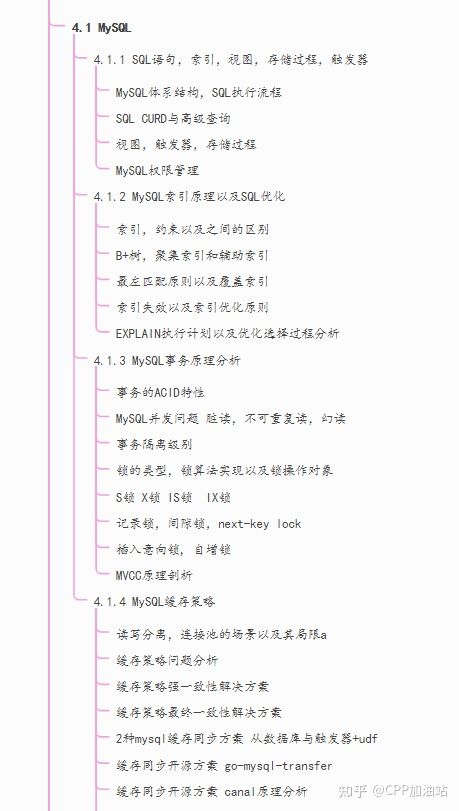 4.1 MySQL
4.1.1 SQL语句，索引，视图，存储过程，触发器
MySQL体系结构，SQL执行流程
SQL CURD与高级查询
视图，触发器，存储过程
MySQL权限管理
4.1.2 MySQL索引原理以及SQL优化
索引，约束以及之间的区别
B+树，聚集索引和辅助索引
最左匹配原则以及覆盖索引
索引失效以及索引优化原则
EXPLAIN执行计划以及优化选择过程分析
4.1.3 MySQL事务原理分析
事务的ACID特性
MySQL并发问题 脏读，不可重复读，幻读
事务隔离级别
锁的类型，锁算法实现以及锁操作对象
S锁 X锁 IS锁 IX锁
记录锁，间隙锁，next-key lock
插入意向锁，自增锁
MVCC原理剖析
4.1.4 MySQL缓存策略
读写分离，连接池的场景以及其局限a
缓存策略问题分析
缓存策略强一致性解决方案
缓存策略最终一致性解决方案
2种mysql缓存同步方案 从数据库与触发器+udf
缓存同步开源方案 go-mysql-transfer
缓存同步开源方案 canal原理分析
知乎 @CPP加油站